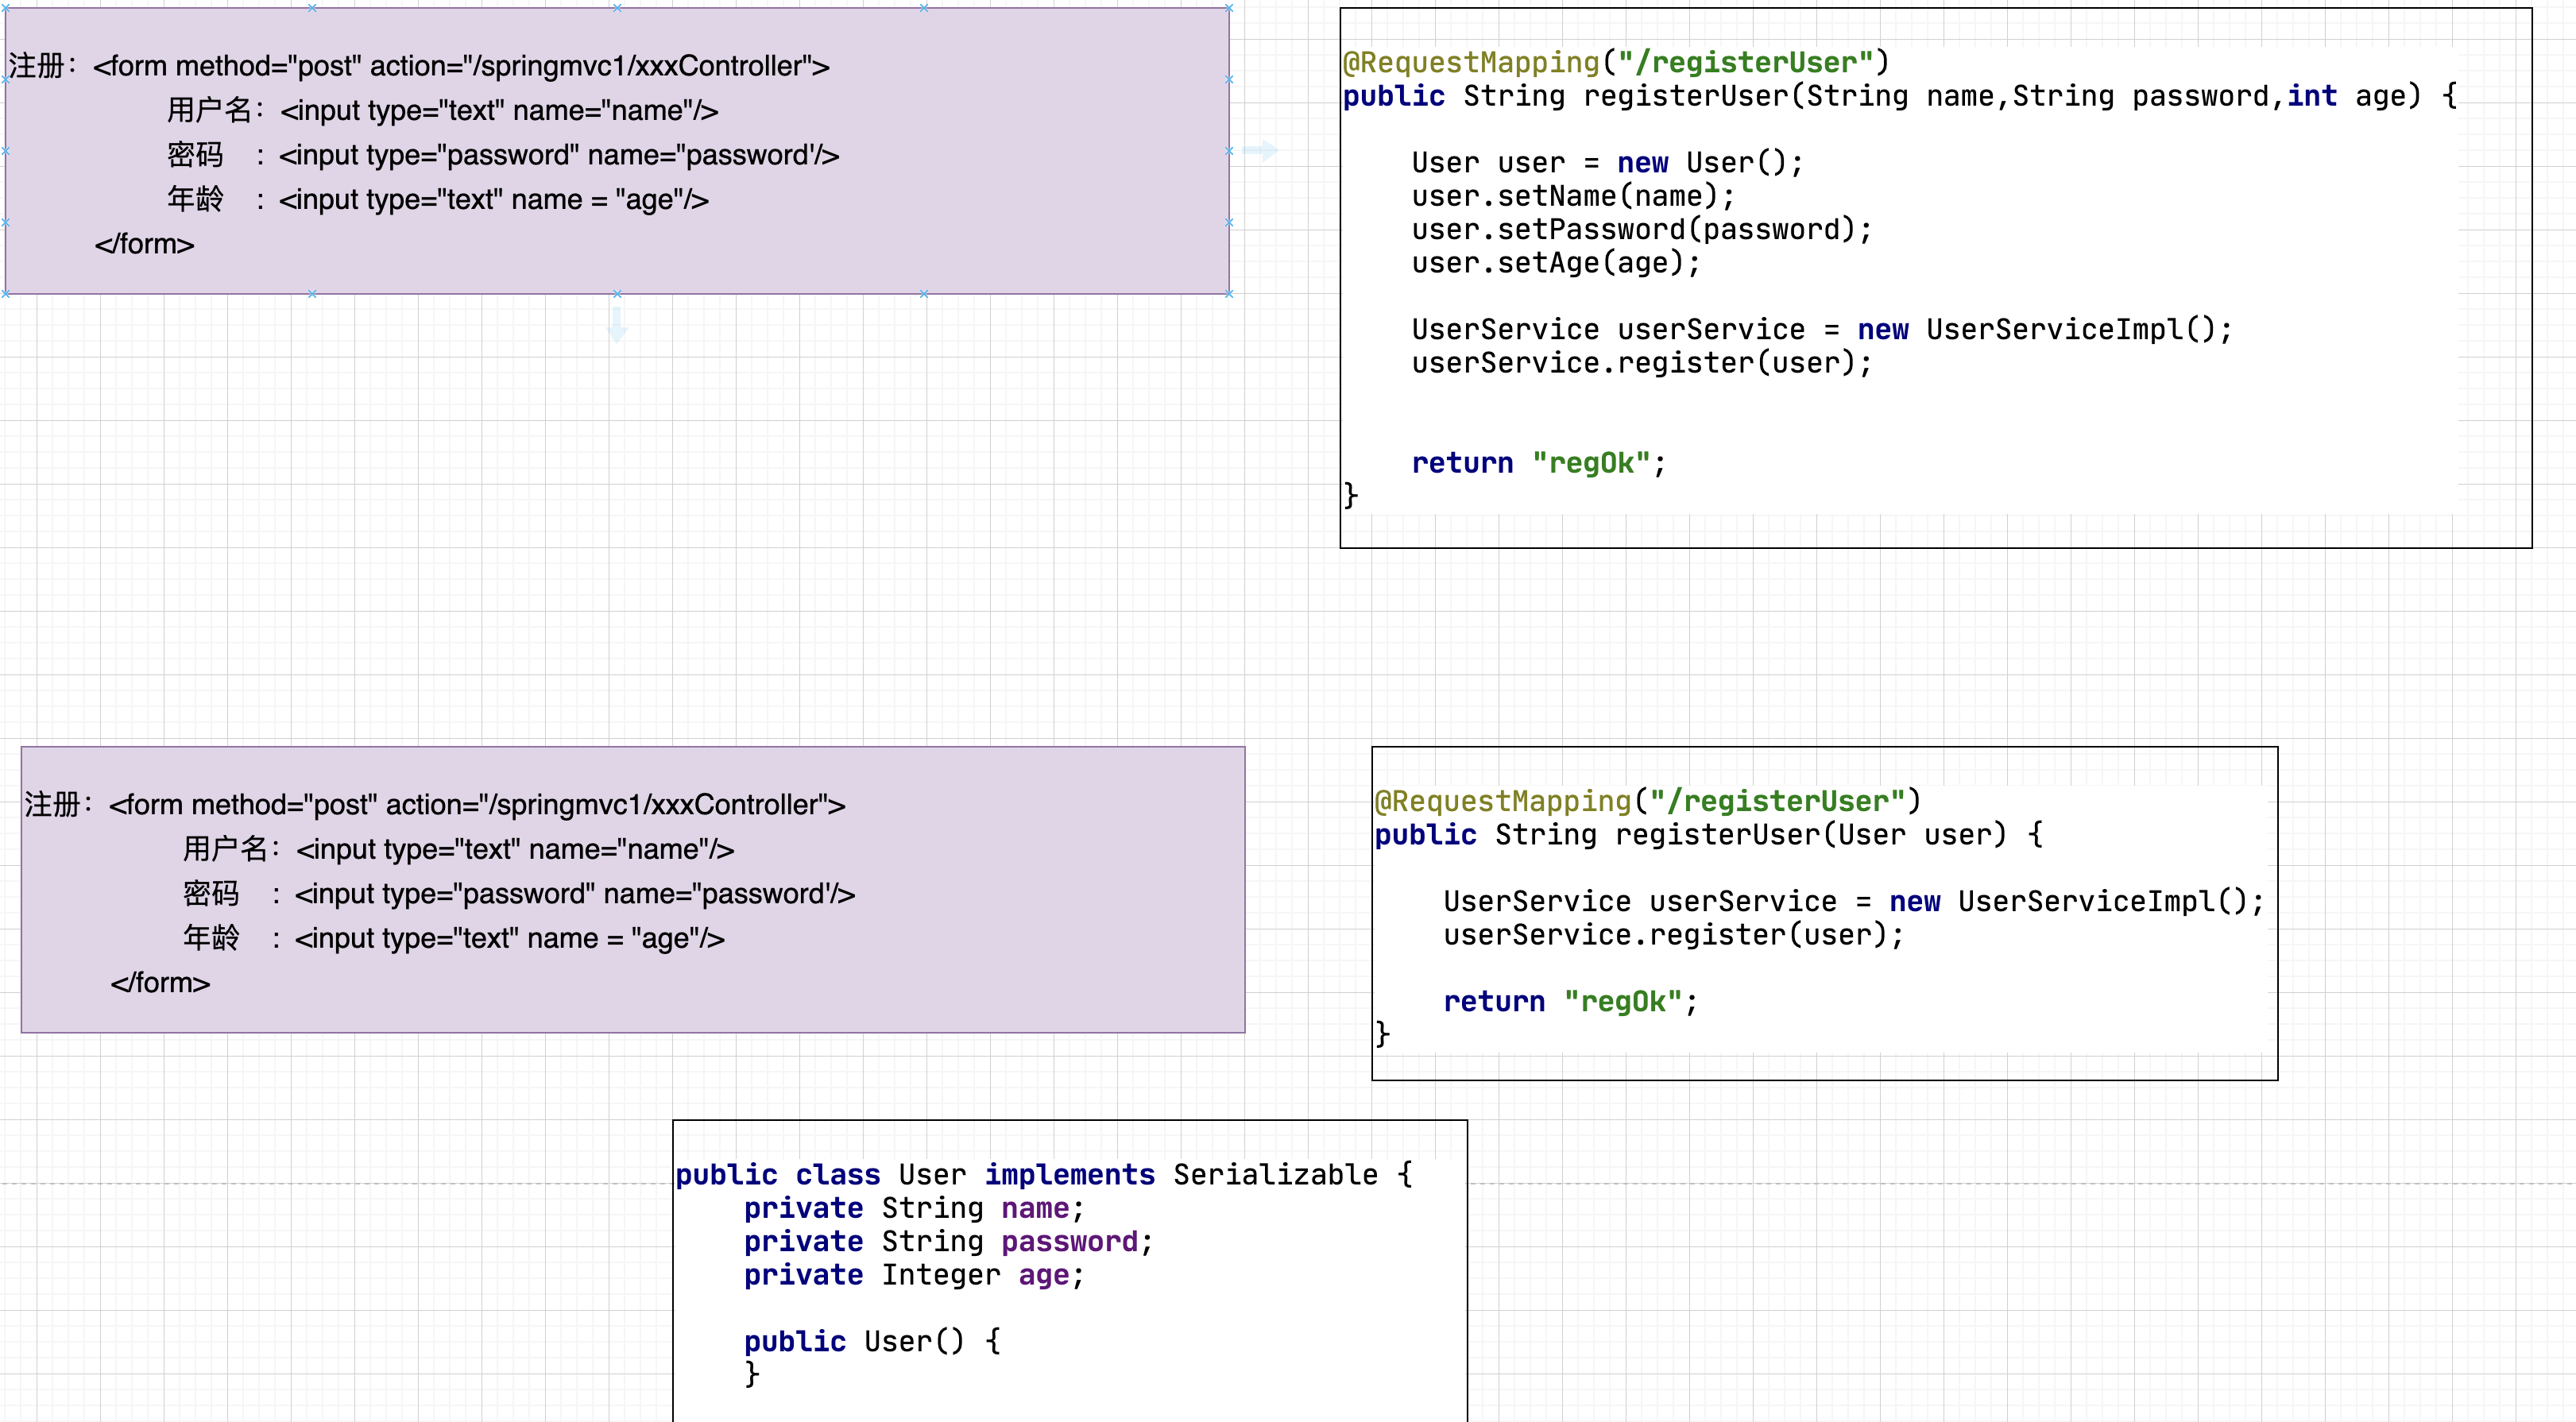 注册：<form method="post" action="/springmvc1/xxxController">
用户名：<input type="text" name="name"/>
密码 ：<input type="password" name="password'/>
年龄 ：<input type="text" name = "age"/>
</form>
@RequestMapping("/registerUser")
public String registerUser(String name,String password,int age) {
User user = new User();
user.setName(name);
user.setPassword(password);
user.setAge(age);
UserService userService = new UserServiceImpl();
userService.register(user);
return "regOk";
}
注册：<form method="post" action="/springmvc1/xxxController">
用户名：<input type="text" name="name"/>
密码 ：<input type="password" name="password'/>
年龄 ：<input type="text" name = "age"/>
</form>
@RequestMapping("/registerUser")
public String registerUser(User user) {
UserService userService = new UserServiceImpl();
userService.register(user);
return "regOk";
}
public class User implements Serializable {
private String name;
private String password;
private Integer age;
public User() {
}